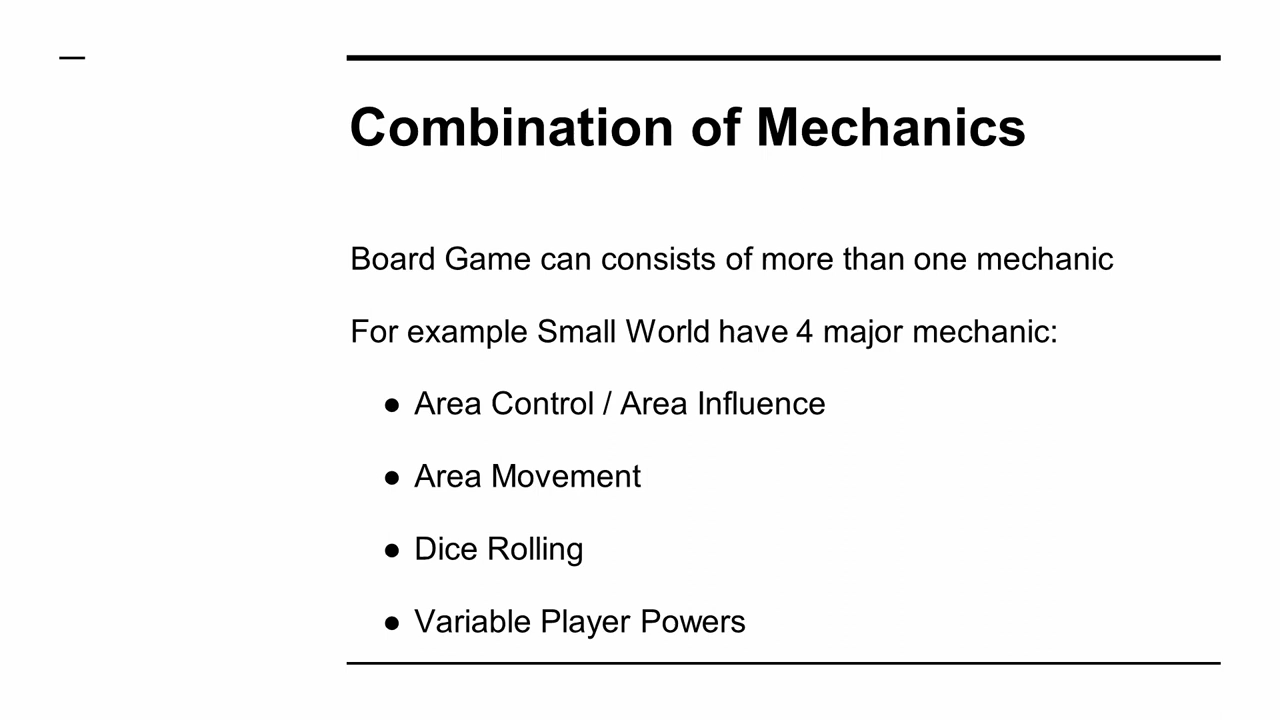 Combination of Mechanics
Board Game can consists of more than one mechanic
For example Small World have 4 major mechanic:
● Area Control / Area Influence
● Area Movement
● Dice Rolling
● Variable Player Powers